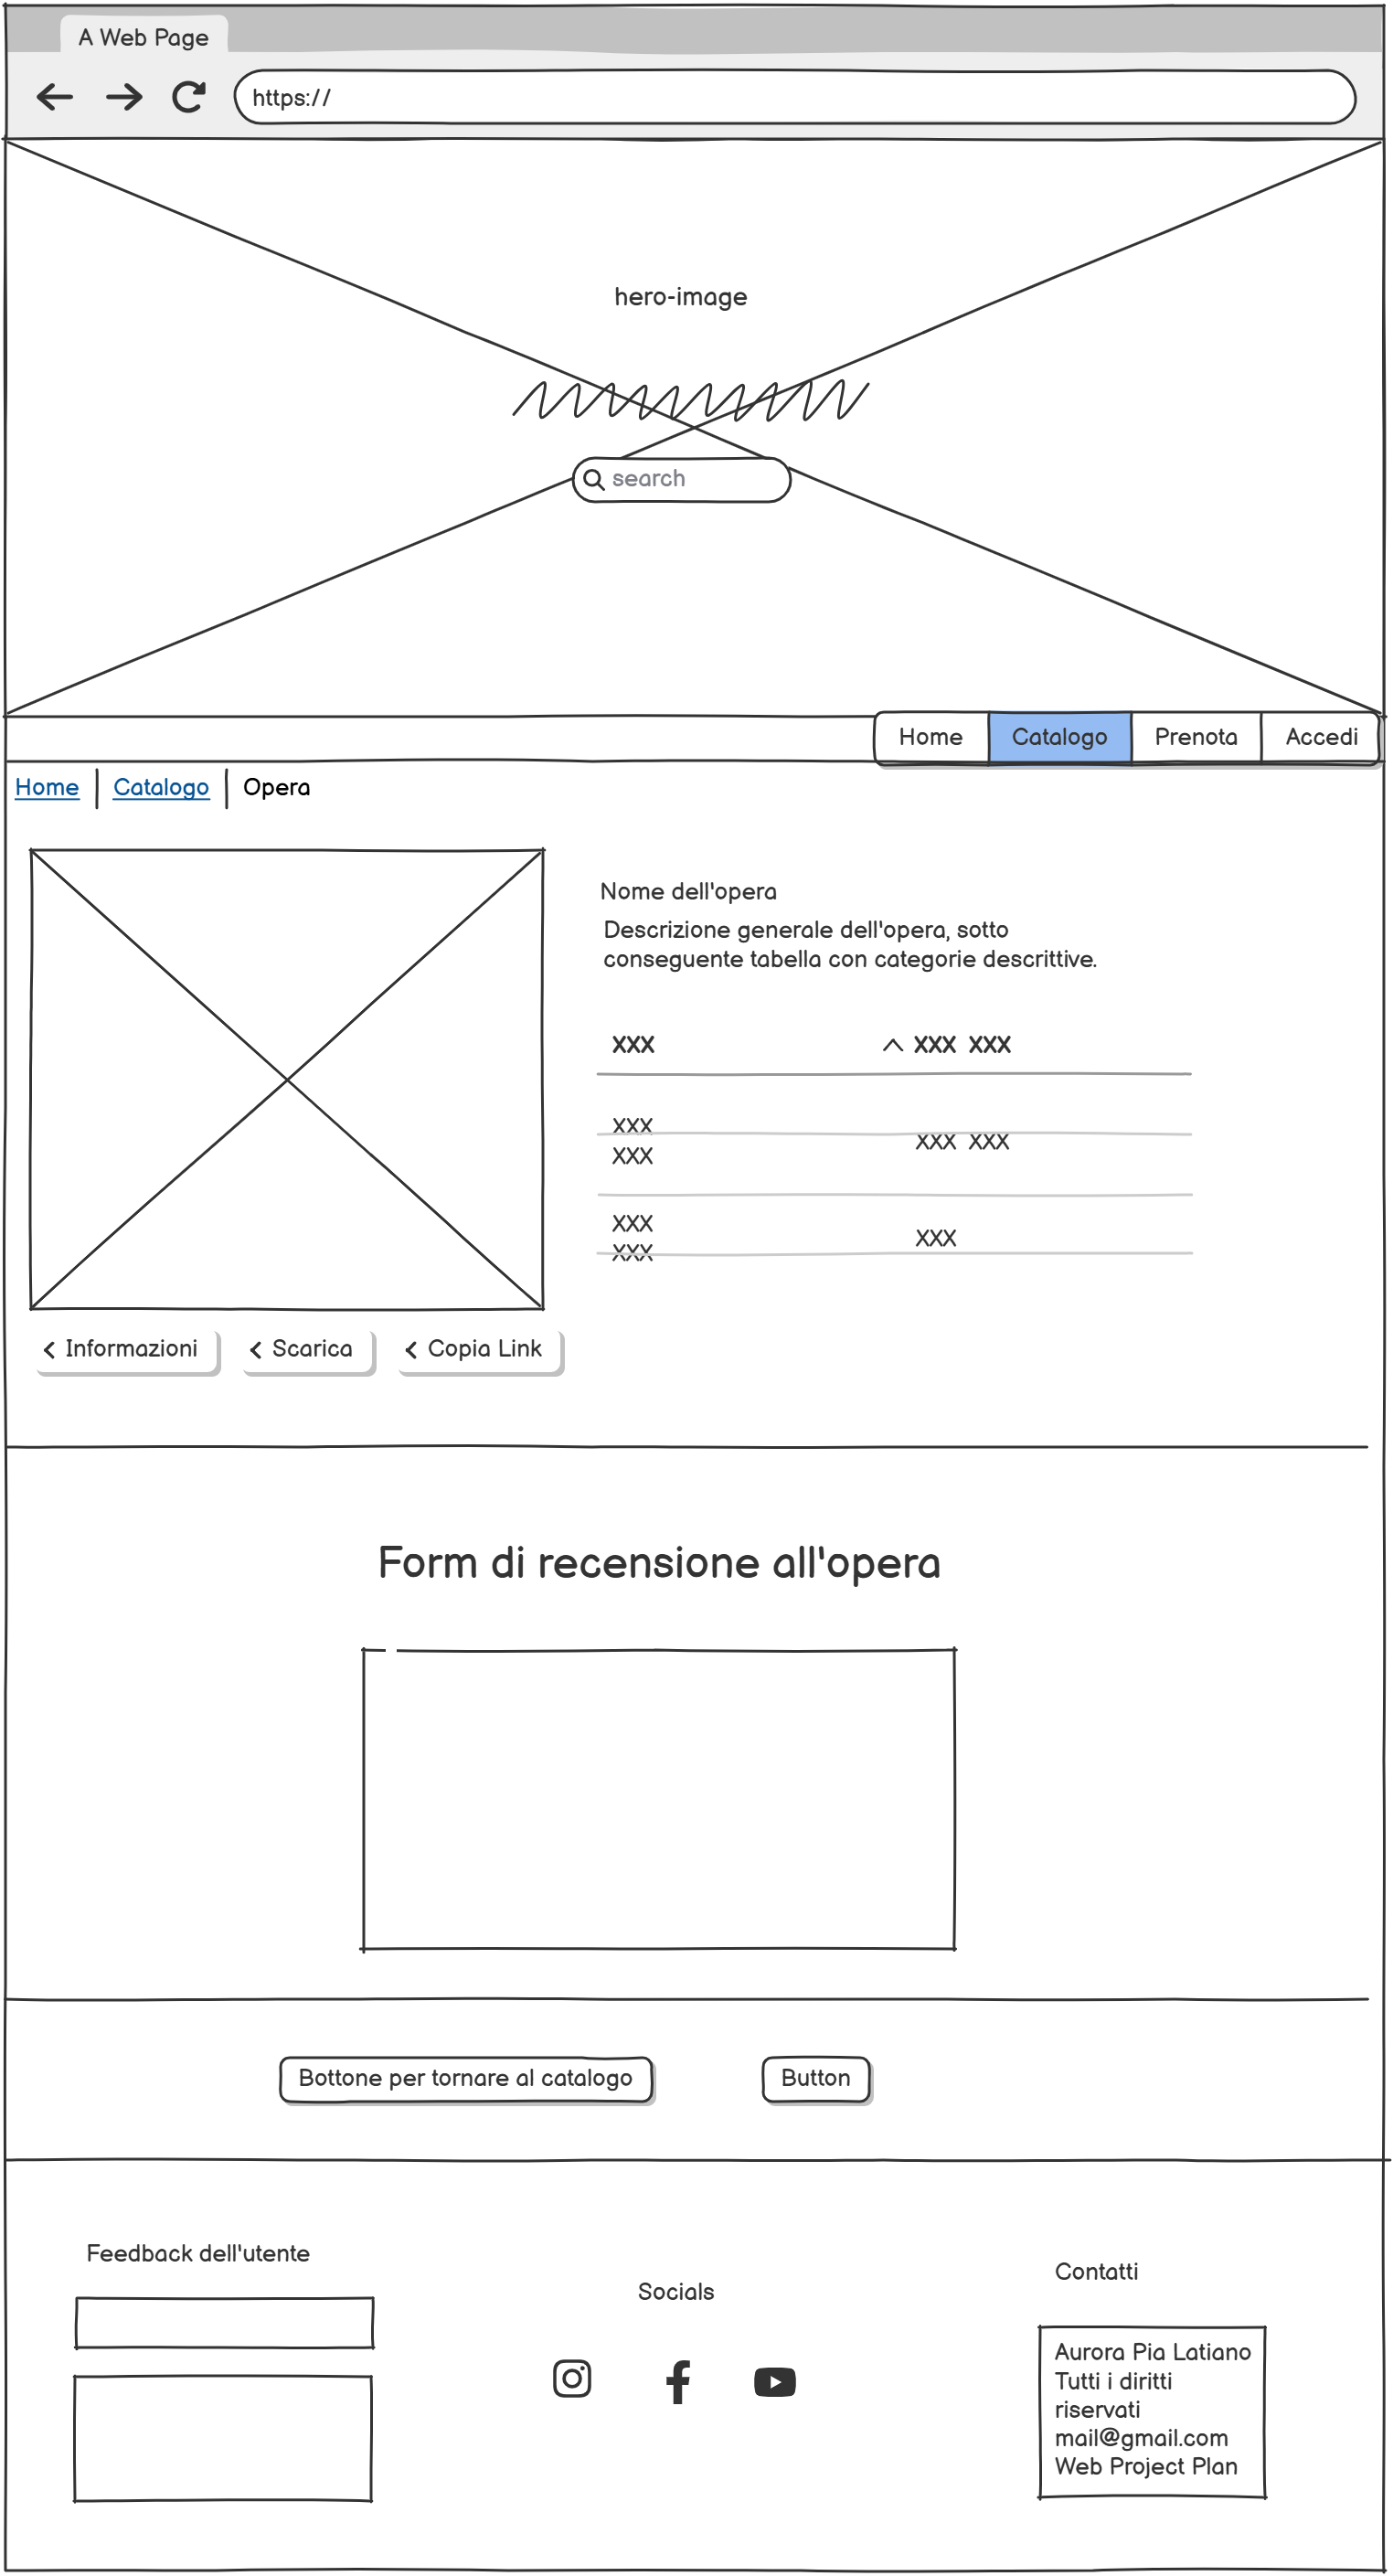 A Web Page
https://
hero-image
search
Home Catalogo Prenota Accedi
Home Catalogo Opera
Nome dell'opera
Descrizione generale dell'opera, sotto
conseguente tabella con categorie descrittive.
XXX XXX XXX
XXX
XXX XXX
XXX
XXX
XXX
XXX
Informazioni Scarica Copia Link
Form di recensione all'opera
Bottone per tornare al catalogo Button
Feedback dell'utente
Socials
Contatti
Aurora Pia Latiano
Tutti i diritti
riservati
mail@gmail.com
Web Project Plan